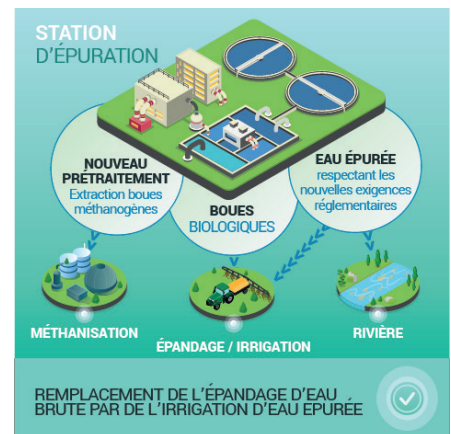 STATION
D'ÉPURATION
NOUVEAU
PRÉTRAITEMENT
Extraction boues
méthanogènes
BOUES
BIOLOGIQUES
EAU ÉPURÉE
respectant les
nouvelles exigences
réglementaires
MÉTHANISATION
ÉPANDAGE / IRRIGATION
RIVIÈRE
REMPLACEMENT DE L'ÉPANDAGE D'EAU
BRUTE PAR DE L'IRRIGATION D'EAU EPURÉE